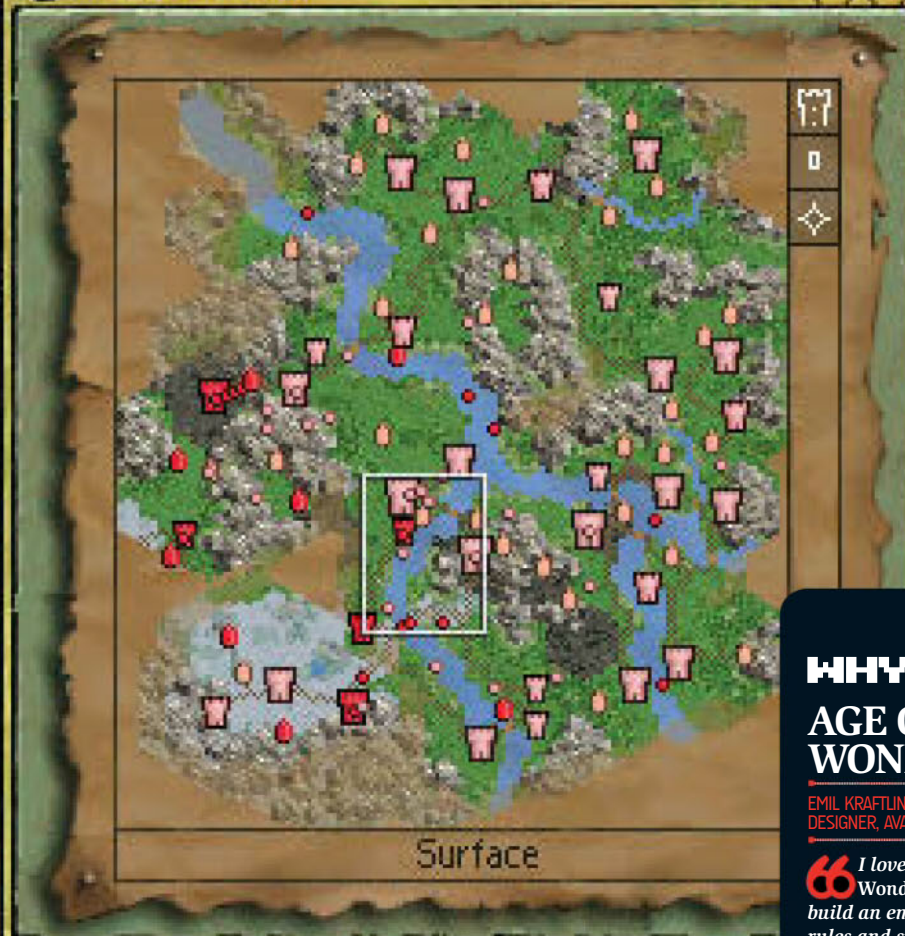 Surface
WHY
AGE O
WON
EMIL KRAFTLIN
DESIGNER, AVA
I love
Wond
build an em